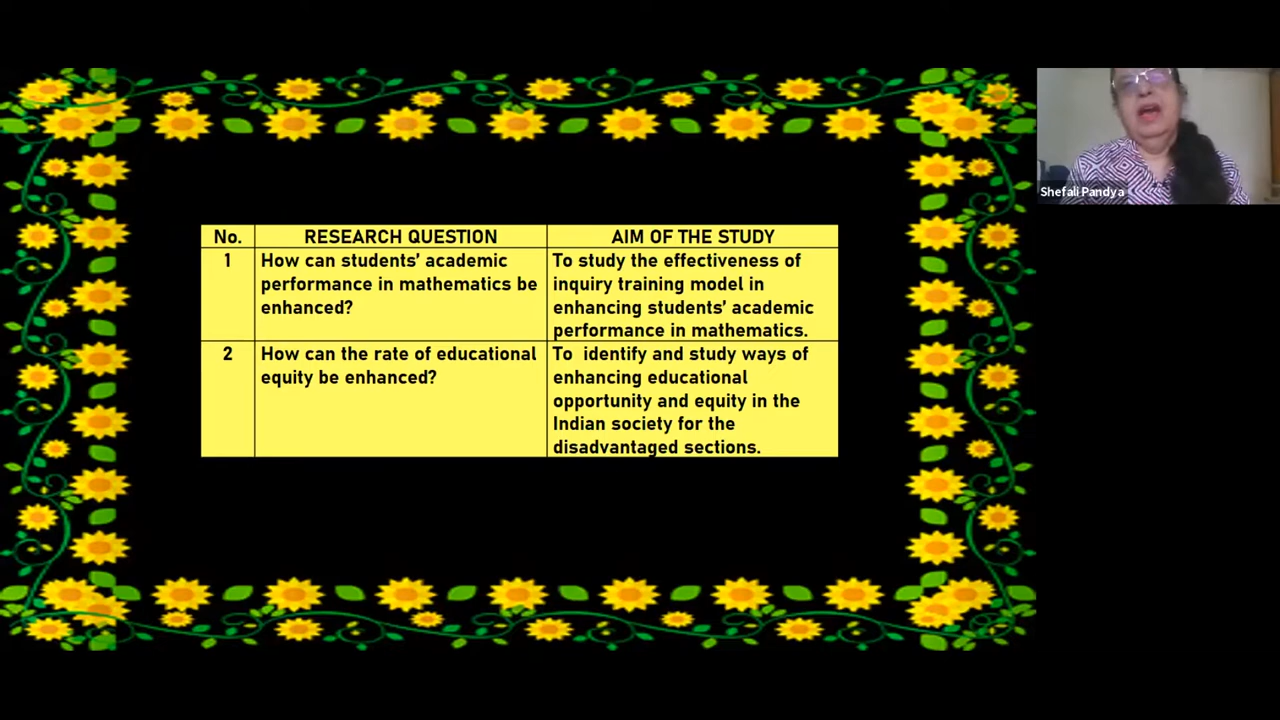 No.
RESEARCH QUESTION
AIM OF THE STUDY
1
How can students’ academic
performance in mathematics be
enhanced?
To study the effectiveness of
inquiry training model in
enhancing students’ academic
performance in mathematics.
2
How can the rate of educational
equity be enhanced?
To identify and study ways of
enhancing educational
opportunity and equity in the
Indian society for the
disadvantaged sections.
Shefali Pandya